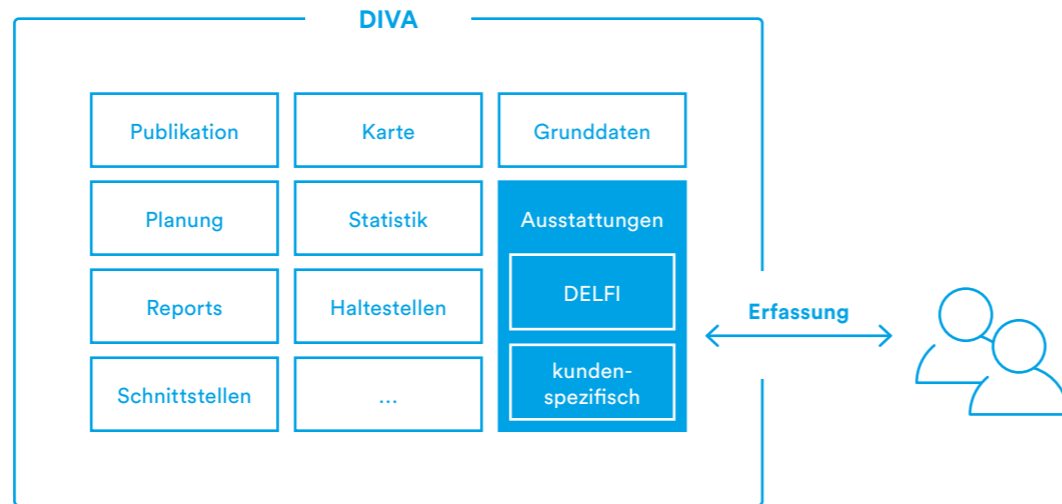 DIVA
Publikation
Karte
Grunddaten
Planung
Statistik
Ausstattungen
Reports
Haltestellen
DELFI
Erfassung
Schnittstellen
...
kunden-
spezifisch